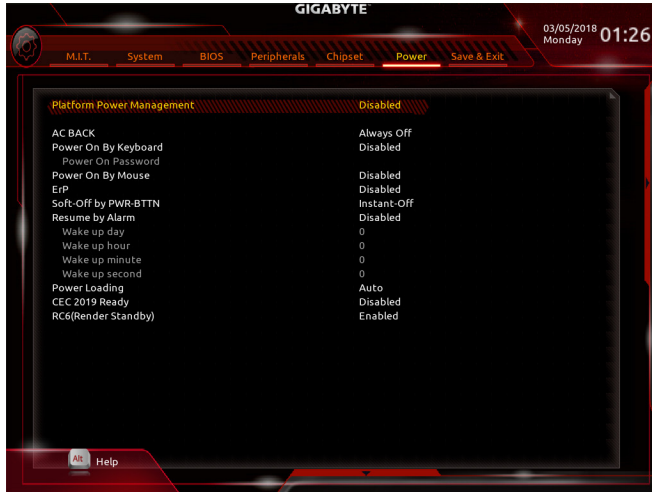 GIGABYTE
03/05/2018 Monday 01:26
M.I.T. System BIOS Peripherals Chipset Power Save & Exit
Platform Power Management Disabled
AC BACK Always Off
Power On By Keyboard Disabled
Power On Password
Power On By Mouse Disabled
ErP Disabled
Soft-Off by PWR-BTTN Instant-Off
Resume by Alarm Disabled
Wake up day 0
Wake up hour 0
Wake up minute 0
Wake up second 0
Power Loading Auto
CEC 2019 Ready Disabled
RC6(Render Standby) Enabled
Alt Help